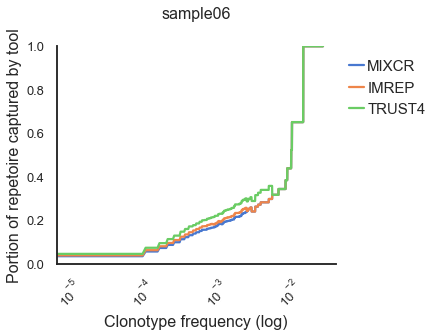 sample06
Portion of repetoire captured by tool
1.0
0.8
0.6
0.4
0.2
0.0
10⁻⁵
10⁻⁴
10⁻³
10⁻²
Clonotype frequency (log)
MIXCR
IMREP
TRUST4